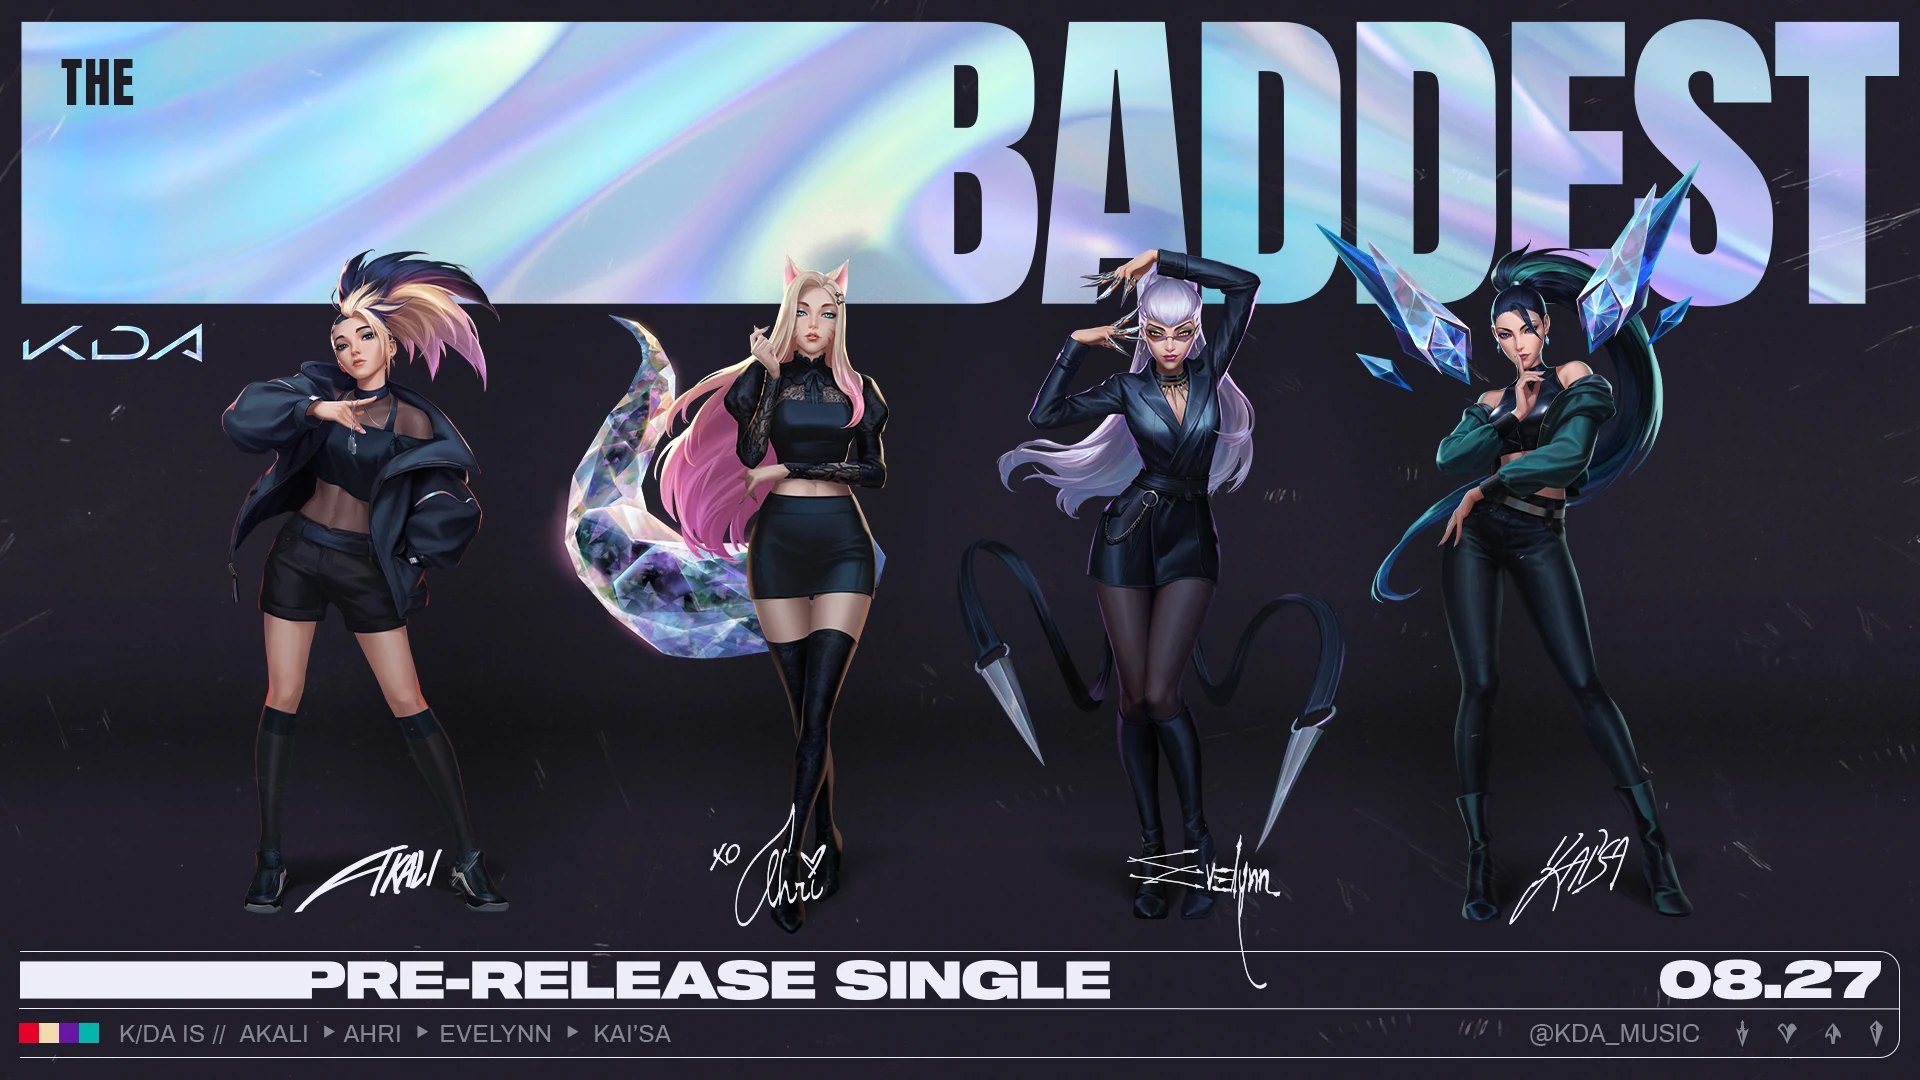 THE BADDEST
KDA
AKALI
XO Ahri
Evelynn
KAI'SA
PRE-RELEASE SINGLE 08.27
K/DA IS // AKALI ▸ AHRI ▸ EVELYNN ▸ KAI'SA @KDA_MUSIC